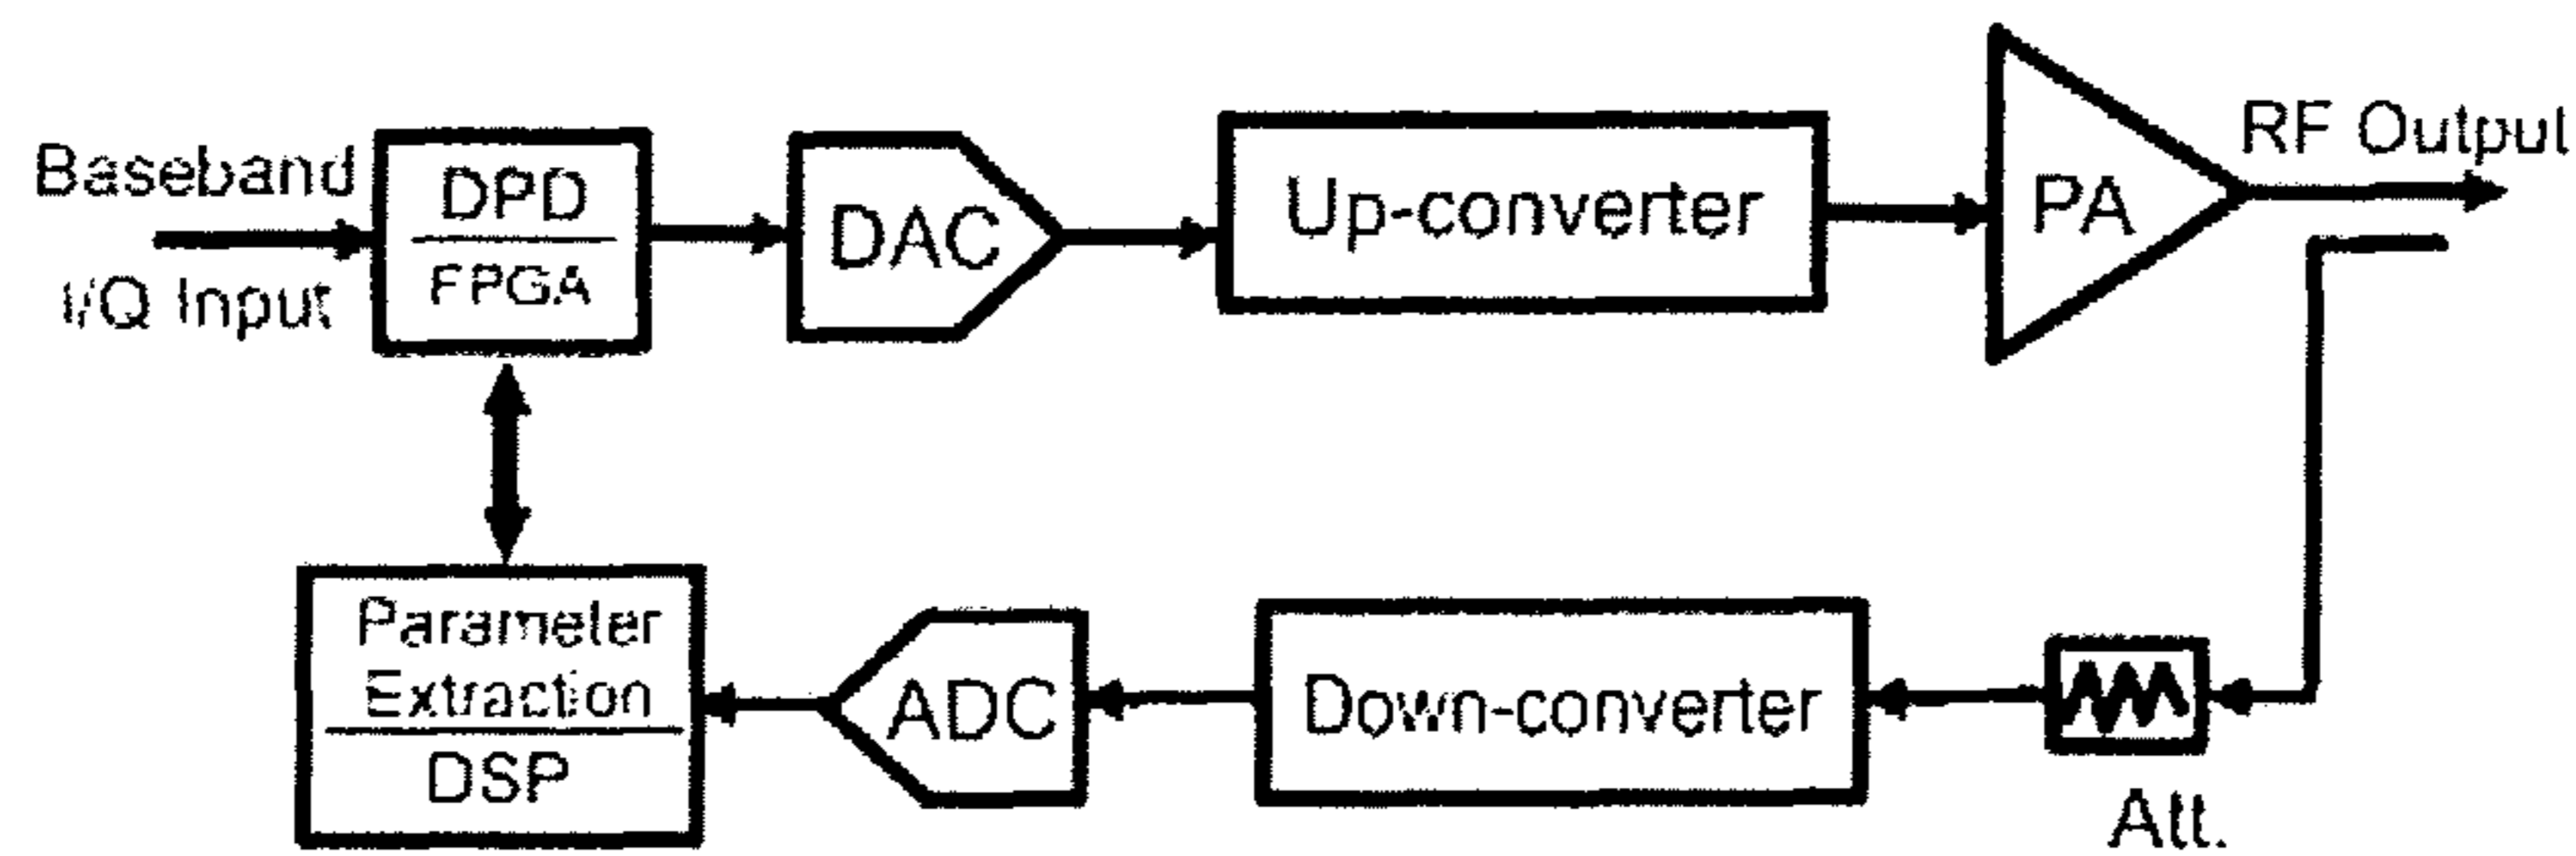 Baseband
I/Q Input
DPD
FPGA
DAC
Up-converter
PA
RF Output
Parameter
Extraction
DSP
ADC
Down-converter
Att.